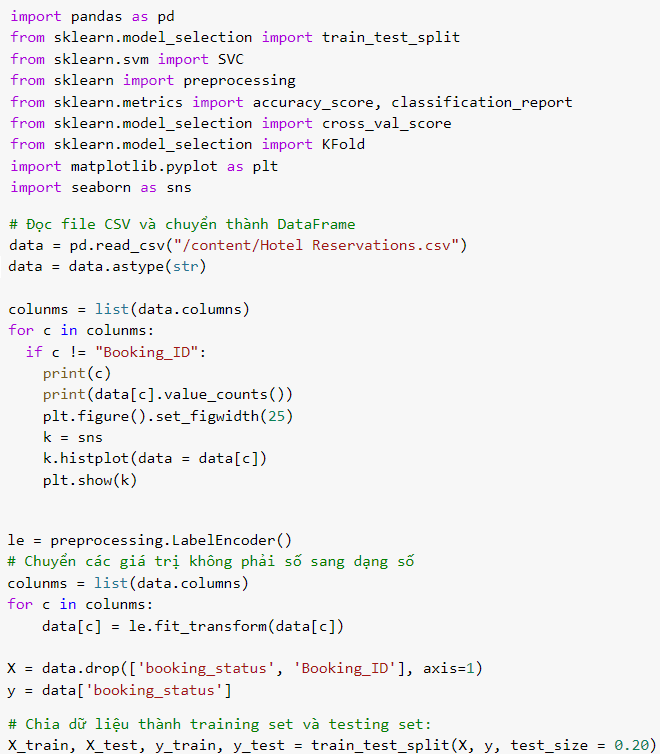 import pandas as pd
from sklearn.model_selection import train_test_split
from sklearn.svm import SVC
from sklearn import preprocessing
from sklearn.metrics import accuracy_score, classification_report
from sklearn.model_selection import cross_val_score
from sklearn.model_selection import KFold
import matplotlib.pyplot as plt
import seaborn as sns
# Đọc file CSV và chuyển thành DataFrame
data = pd.read_csv("/content/Hotel Reservations.csv")
data = data.astype(str)
colunms = list(data.columns)
for c in colunms:
  if c != "Booking_ID":
    print(c)
    print(data[c].value_counts())
    plt.figure().set_figwidth(25)
    k = sns
    k.histplot(data = data[c])
    plt.show(k)
le = preprocessing.LabelEncoder()
# Chuyển các giá trị không phải số sang dạng số
colunms = list(data.columns)
for c in colunms:
    data[c] = le.fit_transform(data[c])
X = data.drop(['booking_status', 'Booking_ID'], axis=1)
y = data['booking_status']
# Chia dữ liệu thành training set và testing set:
X_train, X_test, y_train, y_test = train_test_split(X, y, test_size = 0.20)